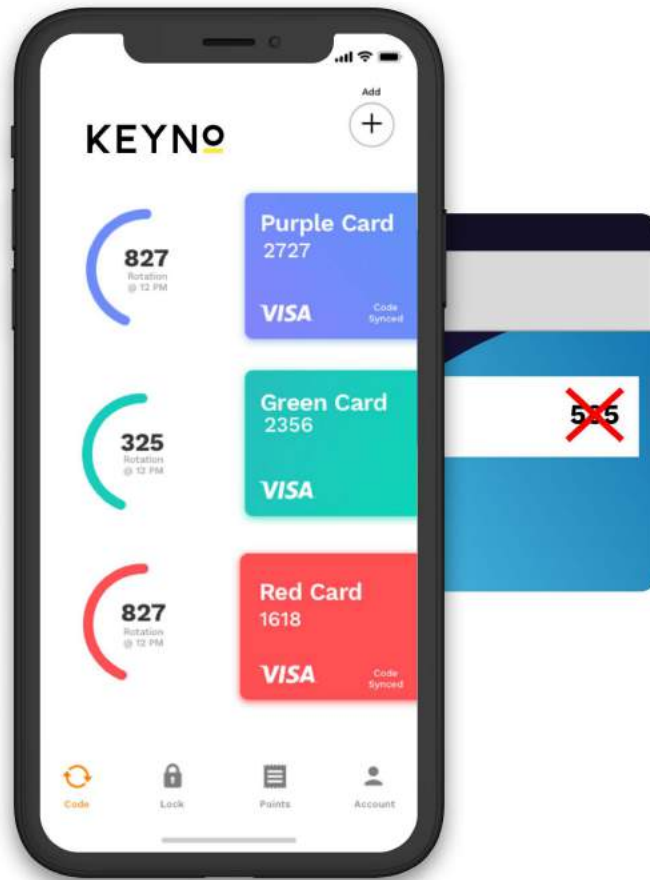 Add
KEYNo
827
Rotation
@ 12 PM
Purple Card
2727
VISA
Code
Synced
325
Rotation
@ 12 PM
Green Card
2356
VISA
827
Rotation
@ 12 PM
Red Card
1618
VISA
Code
Synced
Code
Lock
Points
Account